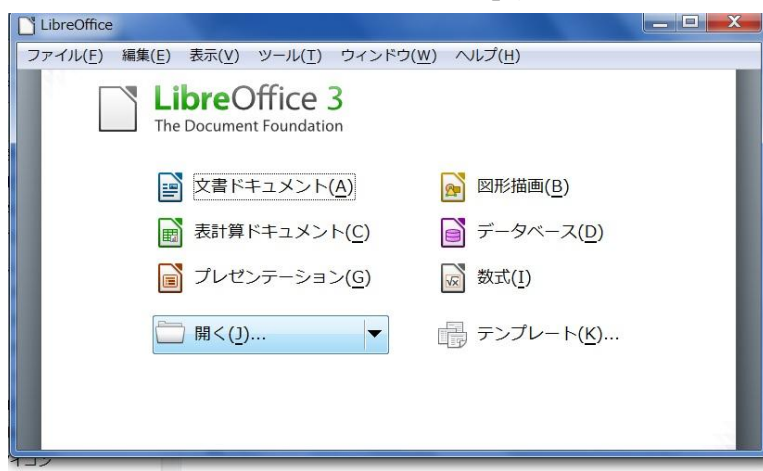 LibreOffice
ファイル(F) 編集(E) 表示(V) ツール(T) ウィンドウ(W) ヘルプ(H)
LibreOffice 3
The Document Foundation
文書ドキュメント(A) 図形描画(B)
表計算ドキュメント(C) データベース(D)
プレゼンテーション(G) 数式(I)
開く(J)... テンプレート(K)...
イコン